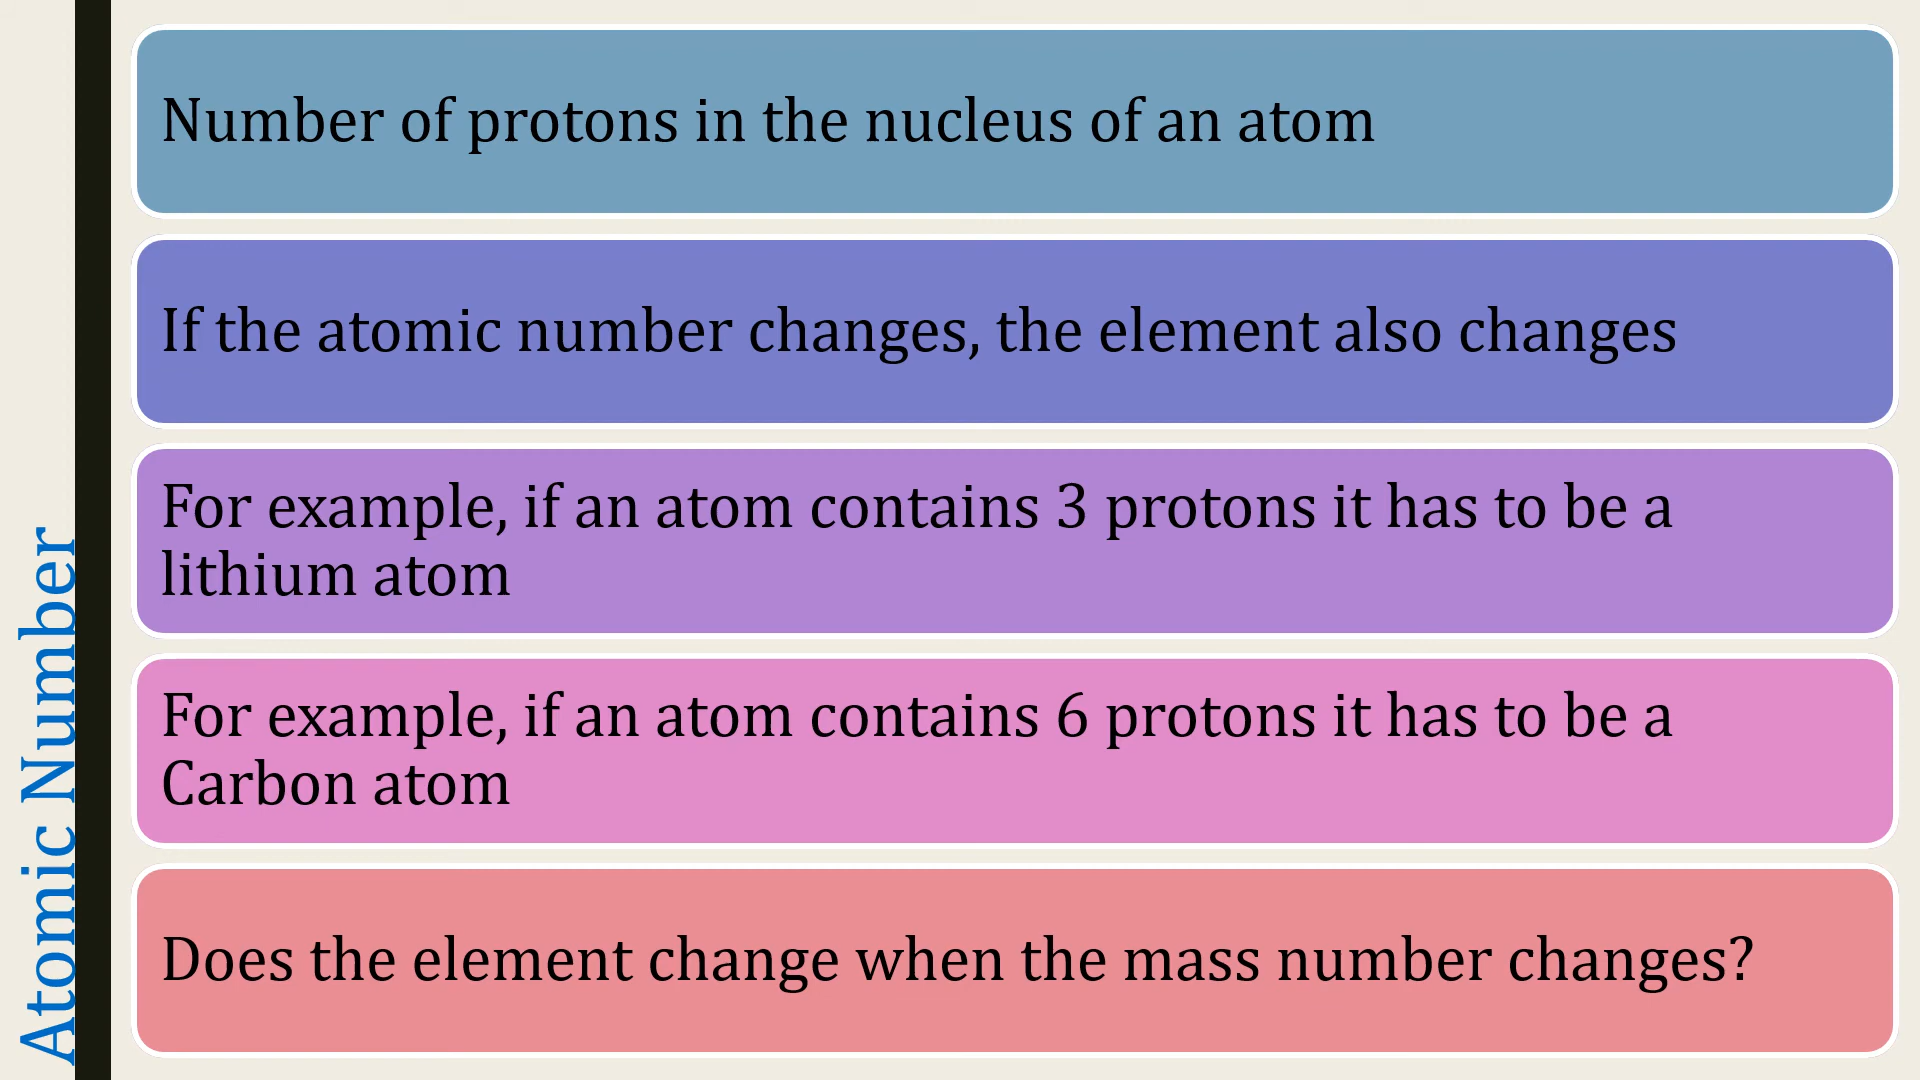 Atomic Number
Number of protons in the nucleus of an atom
If the atomic number changes, the element also changes
For example, if an atom contains 3 protons it has to be a
lithium atom
For example, if an atom contains 6 protons it has to be a
Carbon atom
Does the element change when the mass number changes?